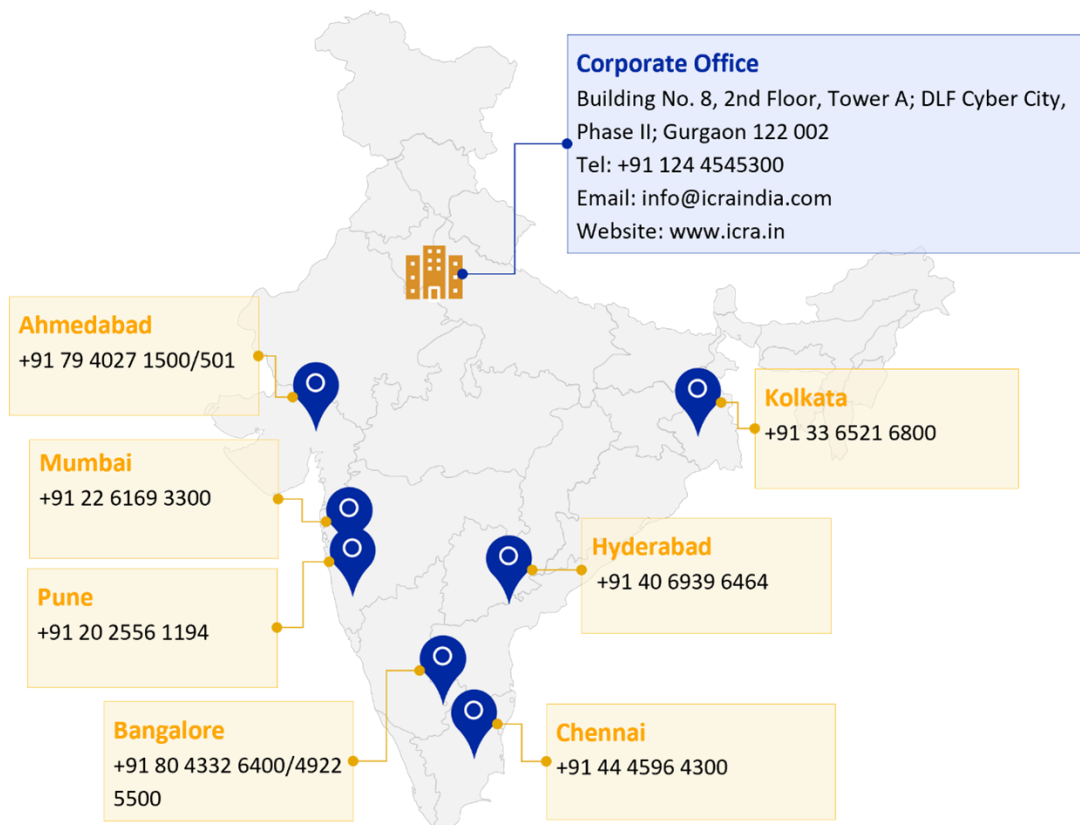 Corporate Office
Building No. 8, 2nd Floor, Tower A; DLF Cyber City,
Phase II; Gurgaon 122 002
Tel: +91 124 4545300
Email: info@icraindia.com
Website: www.icra.in
Ahmedabad
+91 79 4027 1500/501
Kolkata
+91 33 6521 6800
Mumbai
+91 22 6169 3300
Hyderabad
+91 40 6939 6464
Pune
+91 20 2556 1194
Bangalore
+91 80 4332 6400/4922
5500
Chennai
+91 44 4596 4300